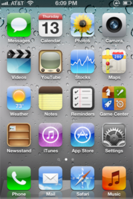 AT&T 6:09 PM
Thursday
13
Messages Calendar Photos Camera
Videos YouTube Stocks Maps
Weather Notes Reminders Game Center
Newsstand iTunes App Store Settings
Phone Mail Safari Music